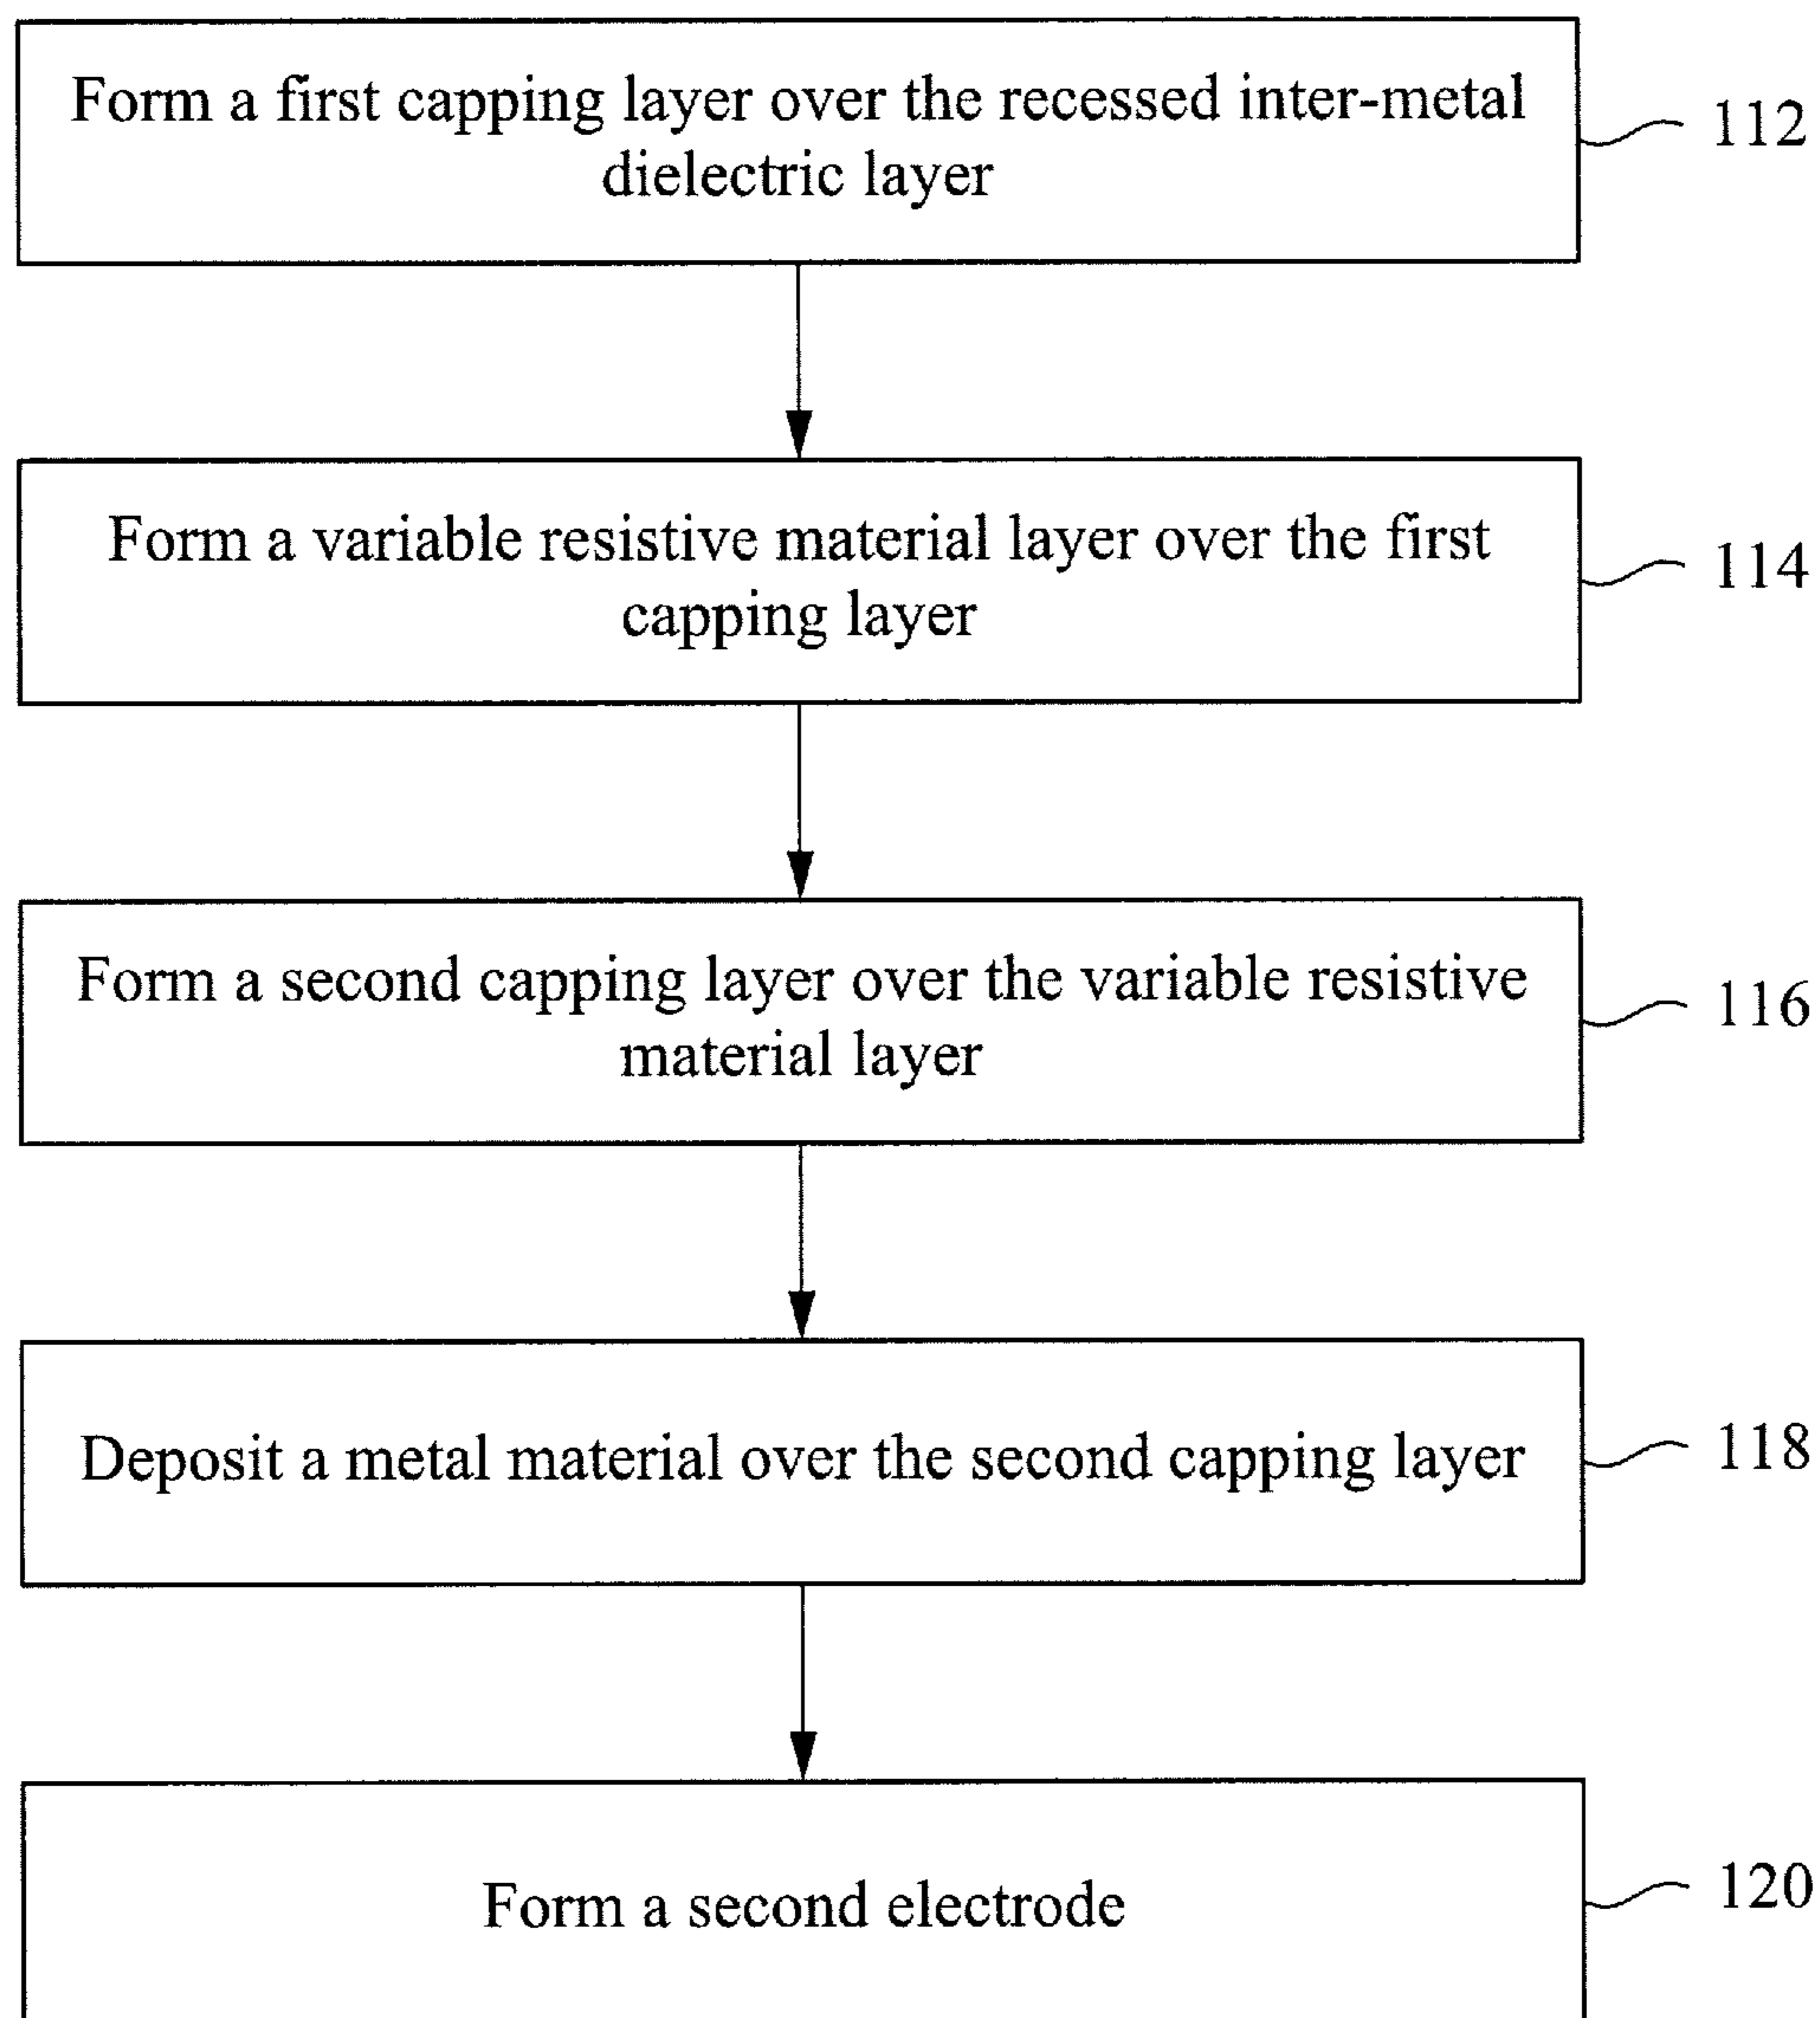 Form a first capping layer over the recessed inter-metal
dielectric layer
112
Form a variable resistive material layer over the first
capping layer
114
Form a second capping layer over the variable resistive
material layer
116
Deposit a metal material over the second capping layer
118
Form a second electrode
120